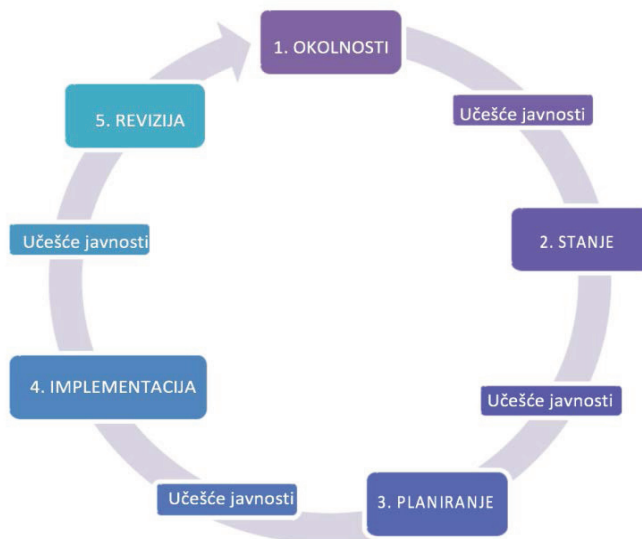 1. OKOLNOSTI
Učešće javnosti
2. STANJE
Učešće javnosti
3. PLANIRANJE
Učešće javnosti
4. IMPLEMENTACIJA
Učešće javnosti
5. REVIZIJA